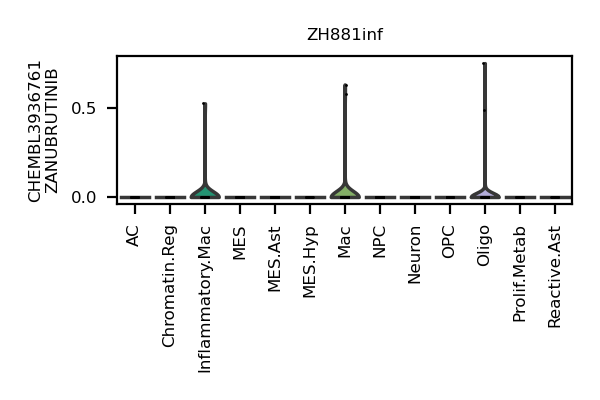 ZH881inf
CHEMBL3936761
ZANUBRUTINIB
0.5
0.0
AC
Chromatin.Reg
Inflammatory.Mac
MES
MES.Ast
MES.Hyp
Mac
NPC
Neuron
OPC
Oligo
Prolif.Metab
Reactive.Ast